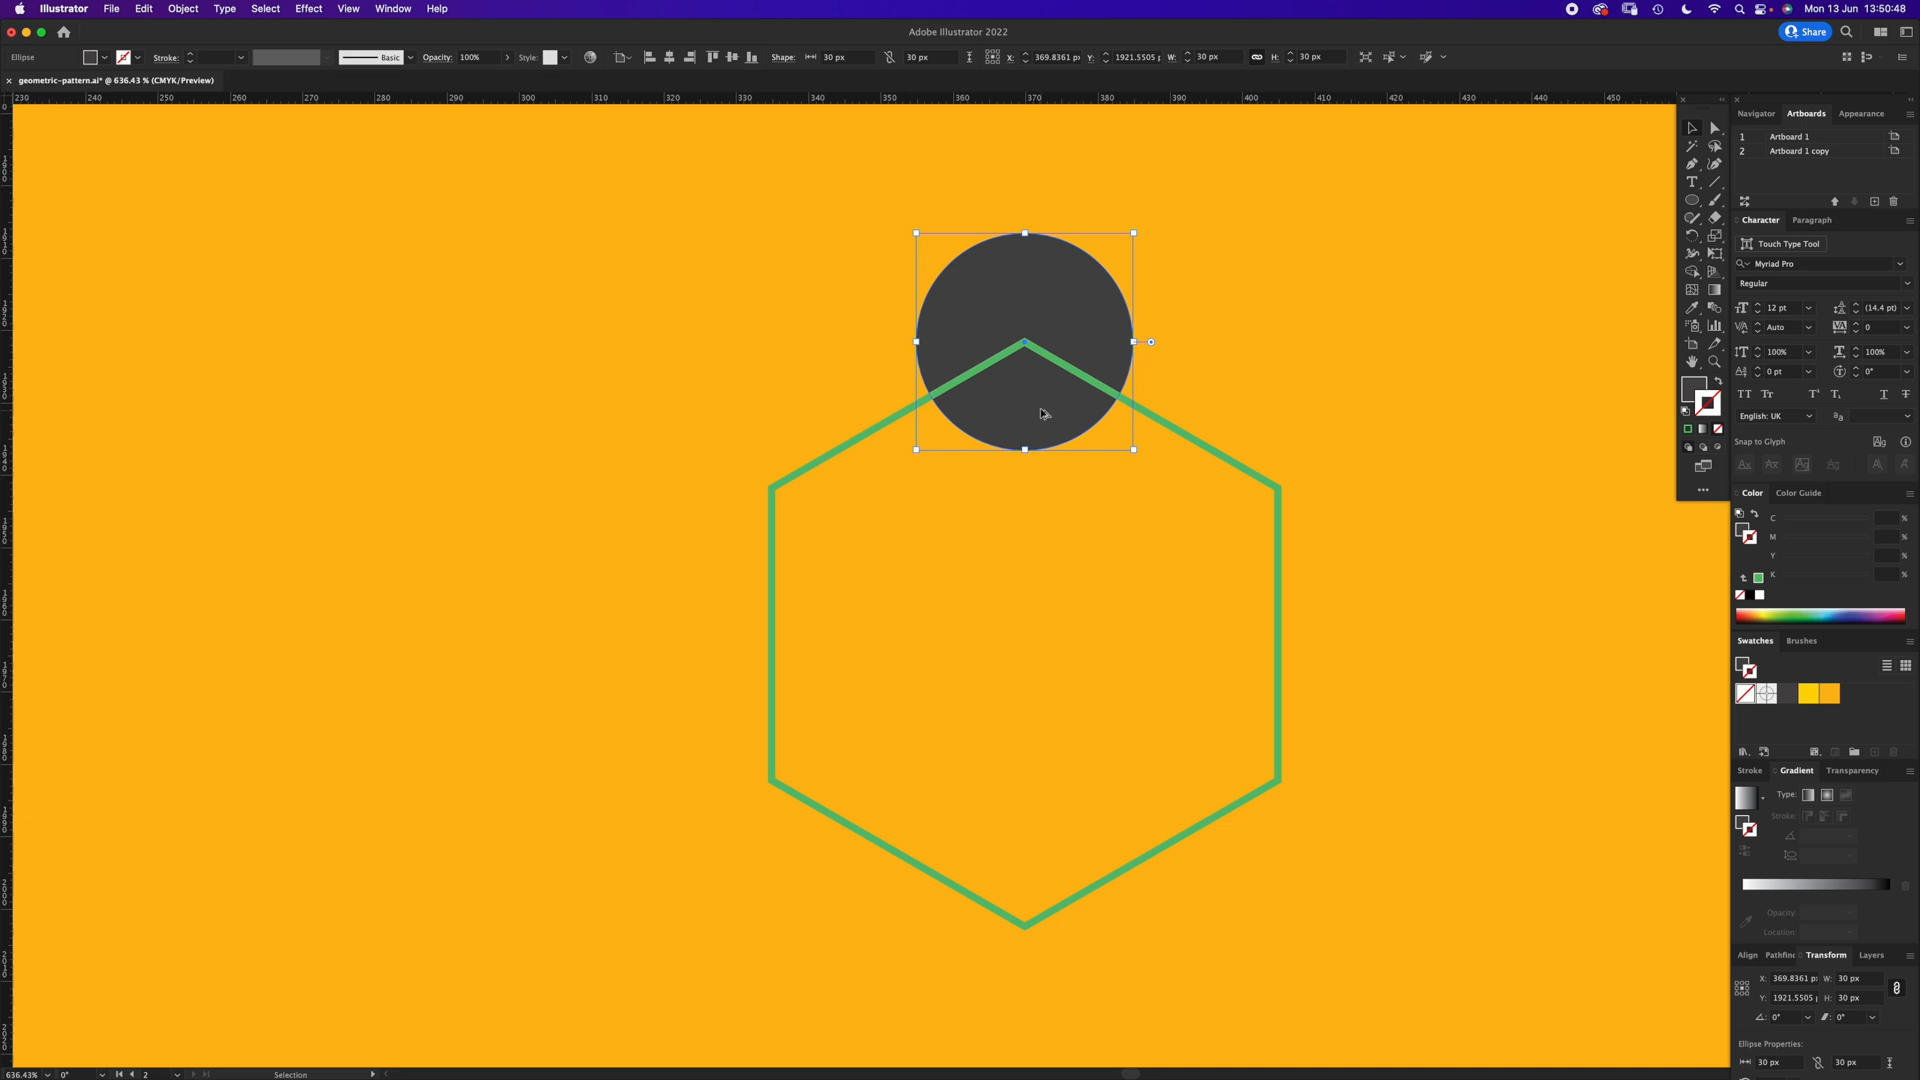 Illustrator File Edit Object Type Select Effect View Window Help
Mon 13 Jun 13:50:48
Adobe Illustrator 2022
Share
Ellipse Stroke: Basic Opacity: 100% Style: Shape: 30 px 30 px X: 369.8361 px Y: 1921.5505 W: 30 px H: 30 px
× geometric-pattern.ai* @ 636.43 % (CMYK/Preview)
230 240 250 260 270 280 290 300 310 320 330 340 350 360 370 380 390 400 410 420 430 440 450
Navigator Artboards Appearance
1 Artboard 1
2 Artboard 1 copy
Character Paragraph
Touch Type Tool
Myriad Pro
Regular
12 pt (14.4 pt)
Auto 0
100% 100%
0 pt 0°
English: UK
Snap to Glyph
Color Color Guide
C %
M %
Y %
K %
Swatches Brushes
Stroke Gradient Transparency
Type:
Stroke:
Opacity:
Location:
Align Pathfin Transform Layers
X: 369.8361 p W: 30 px
Y: 1921.5505 H: 30 px
0° 0°
Ellipse Properties:
30 px 30 px
636.43% 0° 2 Selection